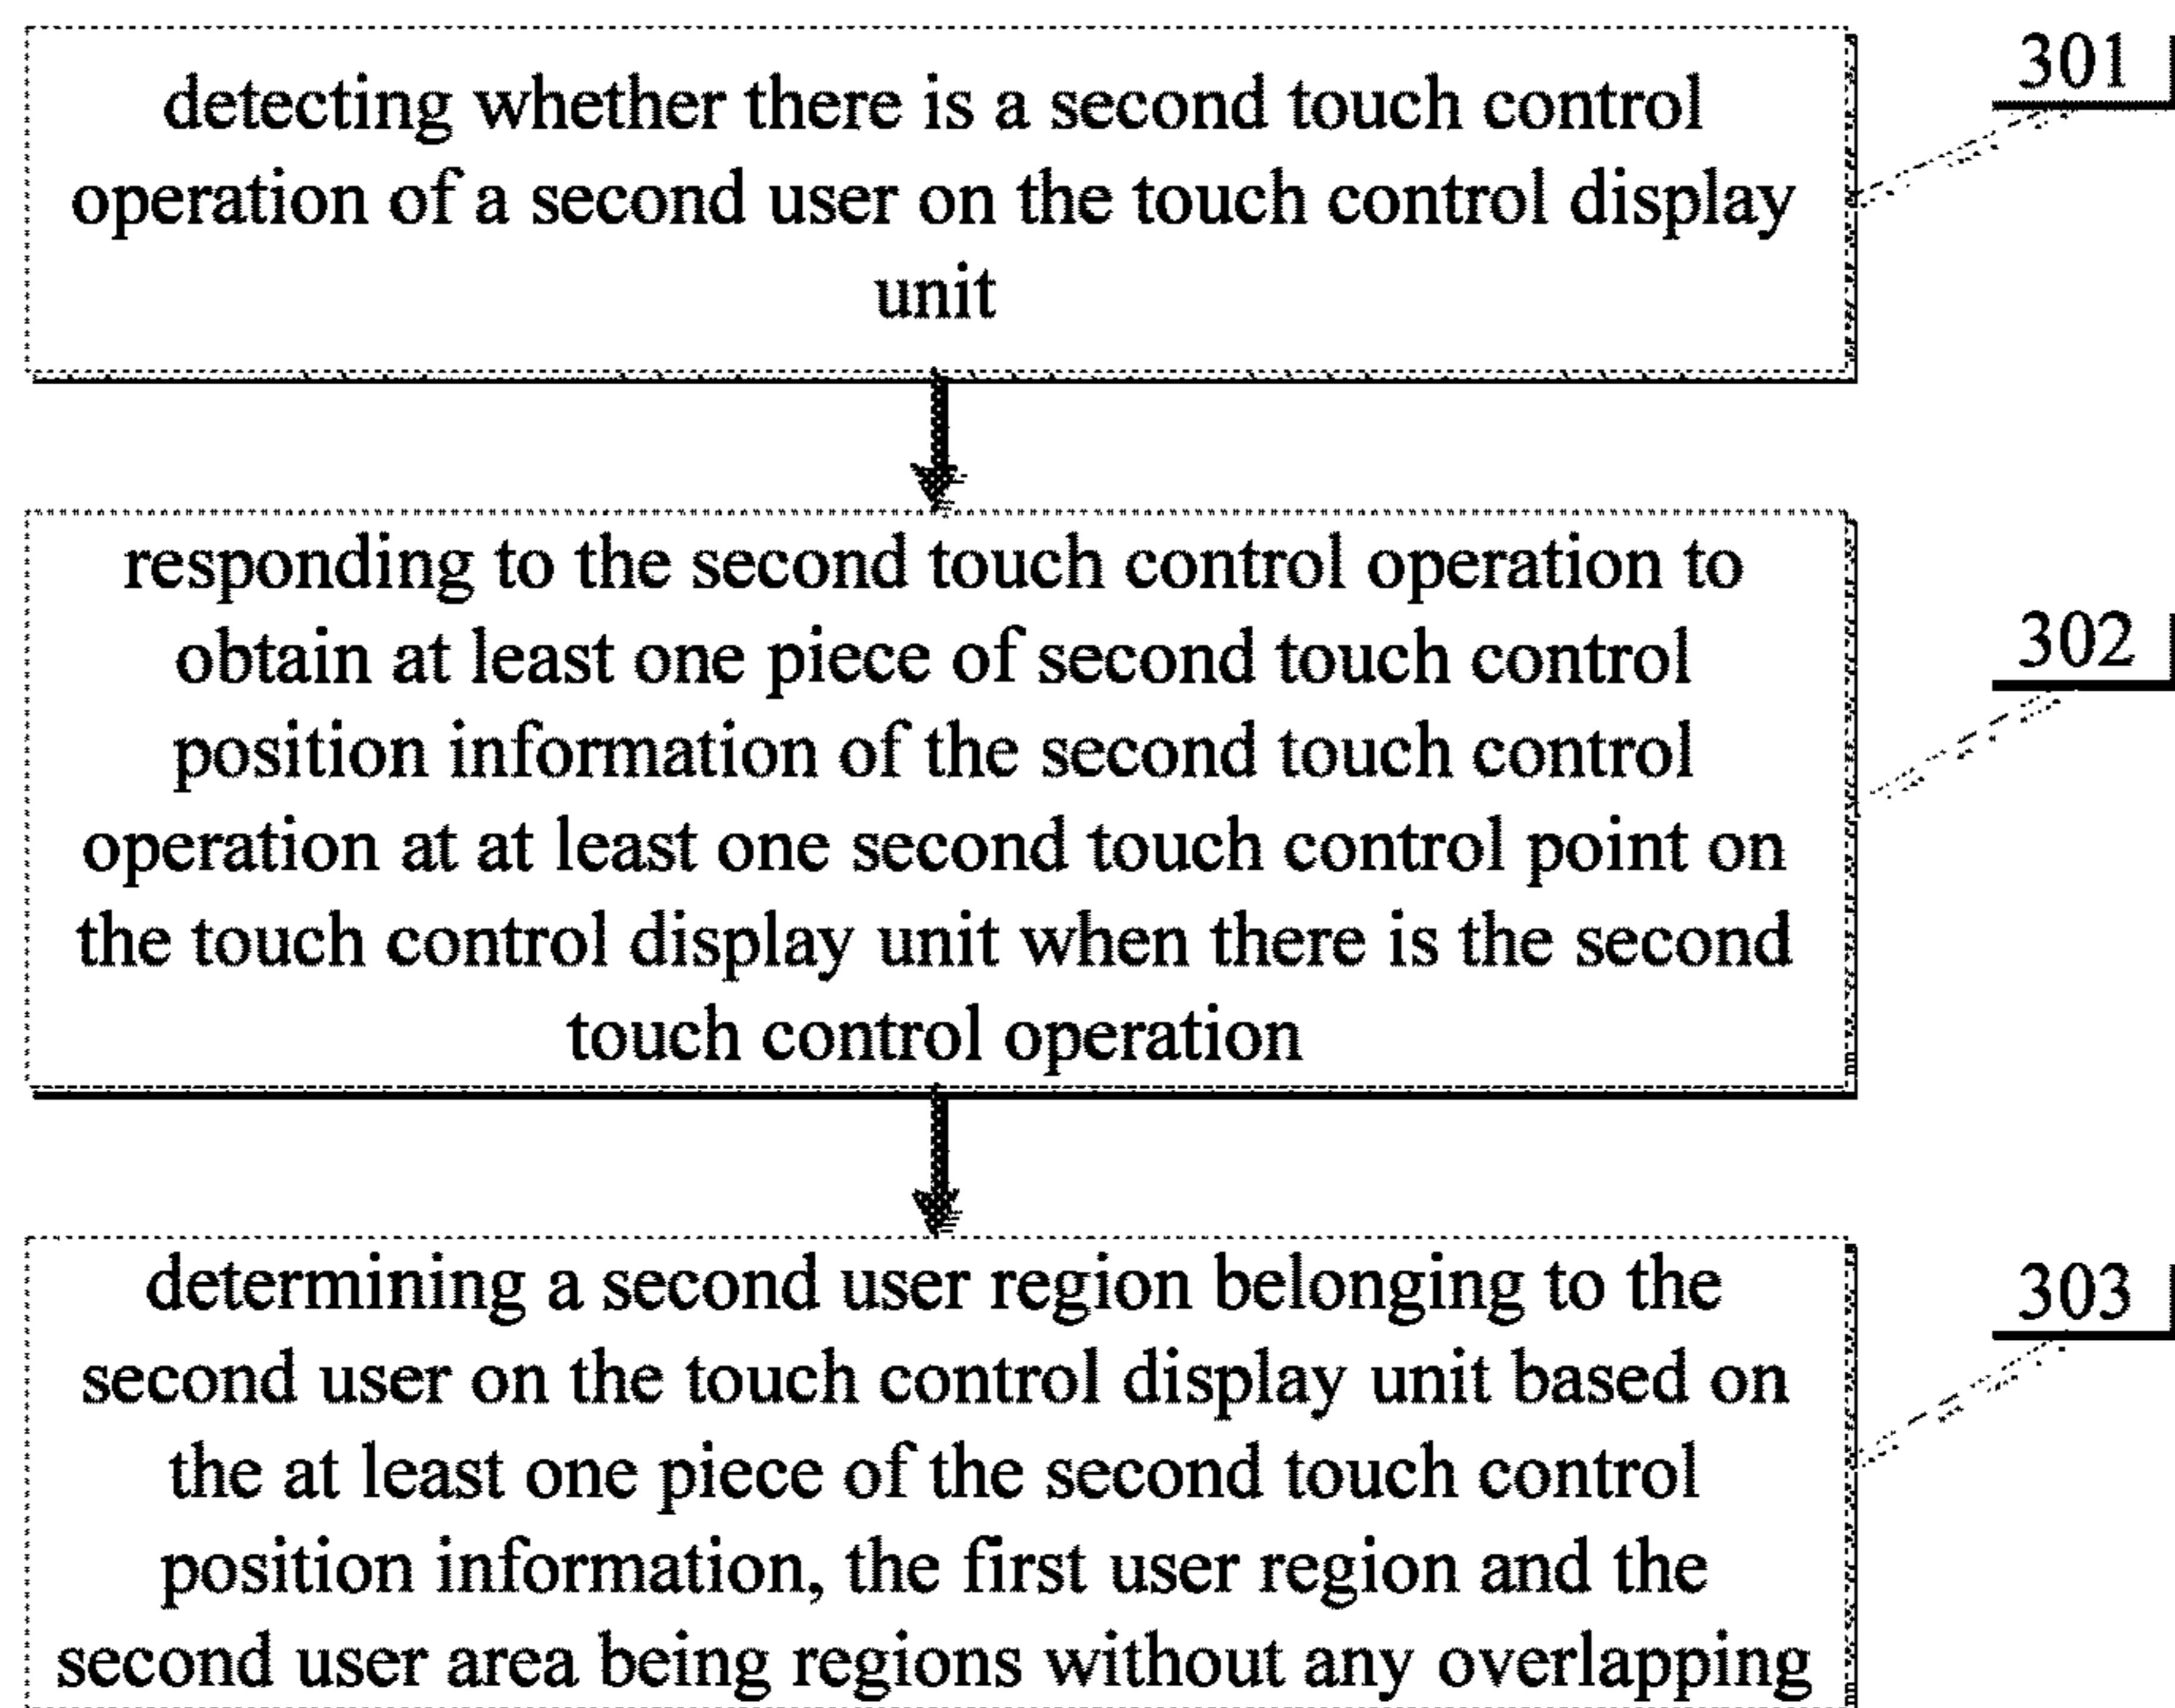 detecting whether there is a second touch control
operation of a second user on the touch control display
unit
301
responding to the second touch control operation to
obtain at least one piece of second touch control
position information of the second touch control
operation at at least one second touch control point on
the touch control display unit when there is the second
touch control operation
302
determining a second user region belonging to the
second user on the touch control display unit based on
the at least one piece of the second touch control
position information, the first user region and the
second user area being regions without any overlapping
303